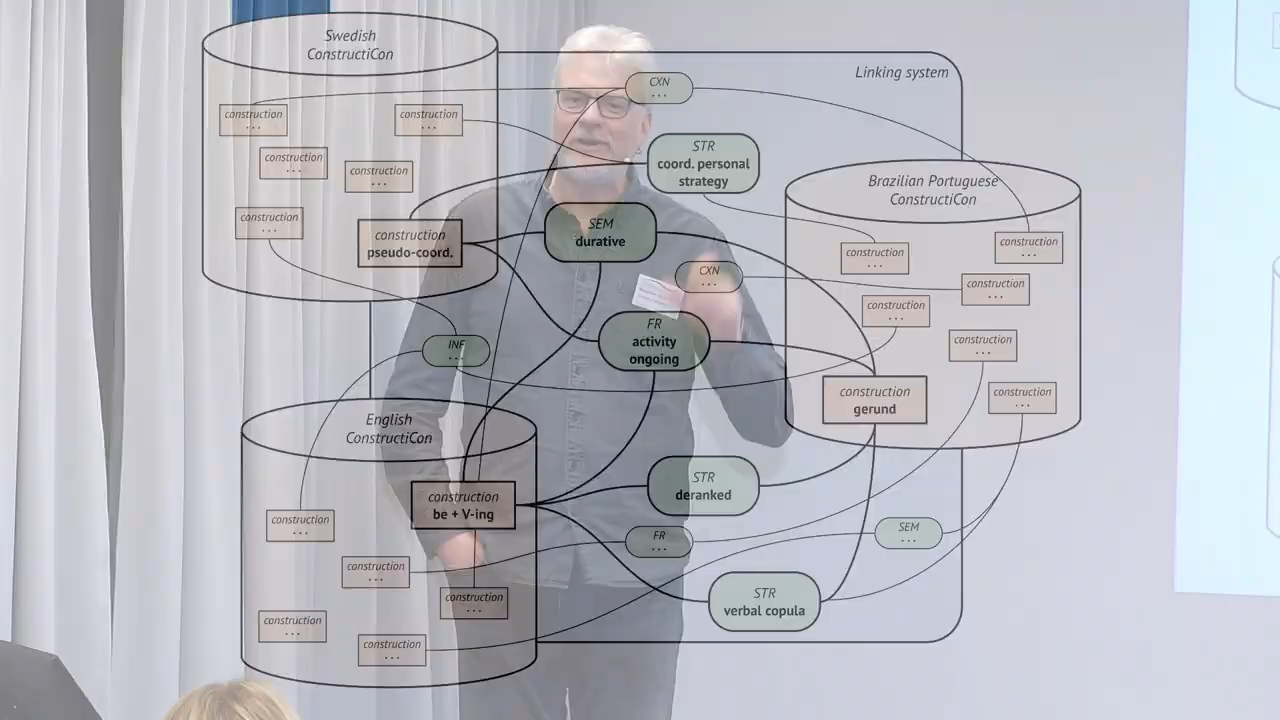 Swedish
ConstructiCon
Linking system
CXN
...
construction
...
construction
...
STR
coord. personal
strategy
construction
...
construction
...
Brazilian Portuguese
ConstructiCon
construction
...
SEM
durative
construction
pseudo-coord.
construction
...
construction
...
CXN
...
construction
...
construction
...
FR
activity
ongoing
INF
...
construction
...
construction
gerund
construction
...
English
ConstructiCon
STR
deranked
construction
be + V-ing
construction
...
FR
...
SEM
...
construction
...
construction
...
STR
verbal copula
construction
...
construction
...